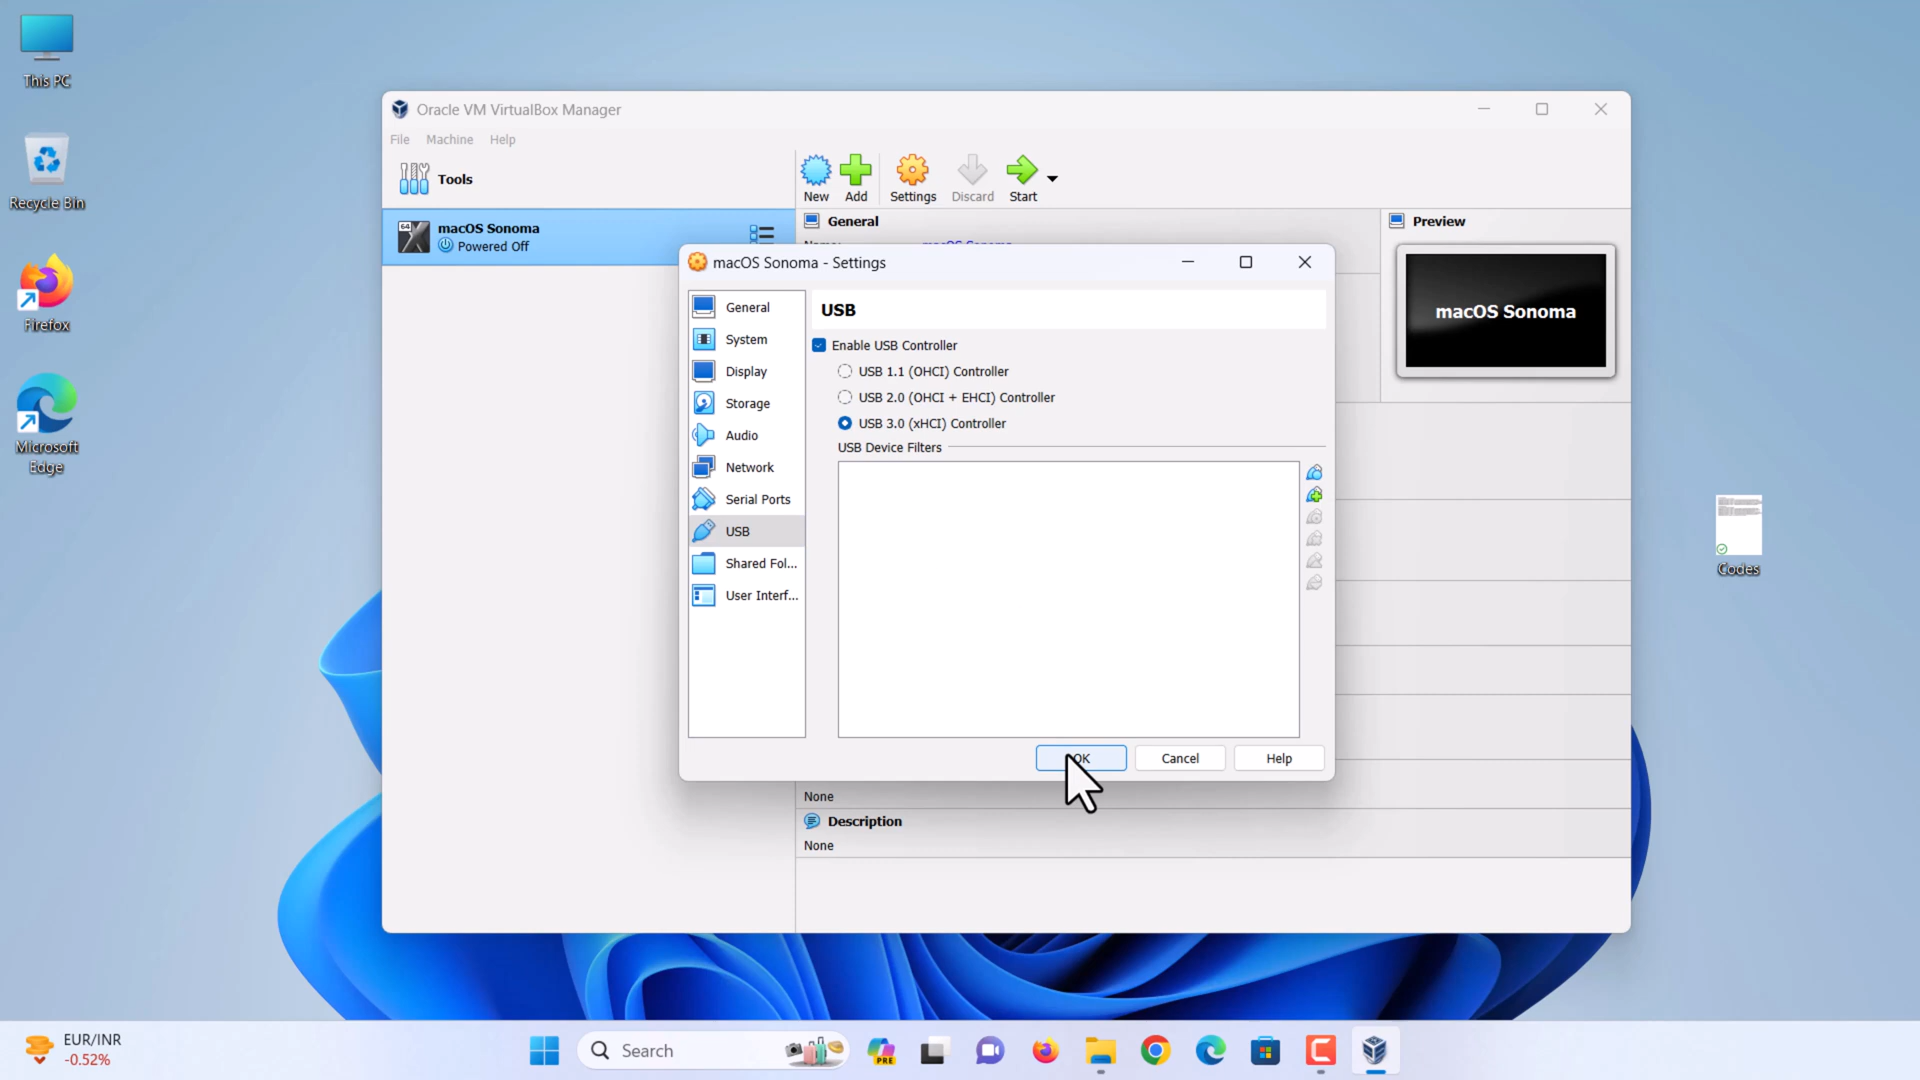 This PC
Recycle Bin
Firefox
Microsoft
Edge
Oracle VM VirtualBox Manager
File Machine Help
Tools
New Add Settings Discard Start
macOS Sonoma
64
Powered Off
General
Preview
macOS Sonoma
macOS Sonoma - Settings
General
System
Display
Storage
Audio
Network
Serial Ports
USB
Shared Fol...
User Interf...
USB
Enable USB Controller
USB 1.1 (OHCI) Controller
USB 2.0 (OHCI + EHCI) Controller
USB 3.0 (xHCI) Controller
USB Device Filters
OK Cancel Help
None
Description
None
Codes
EUR/INR
-0.52%
Search
PRE